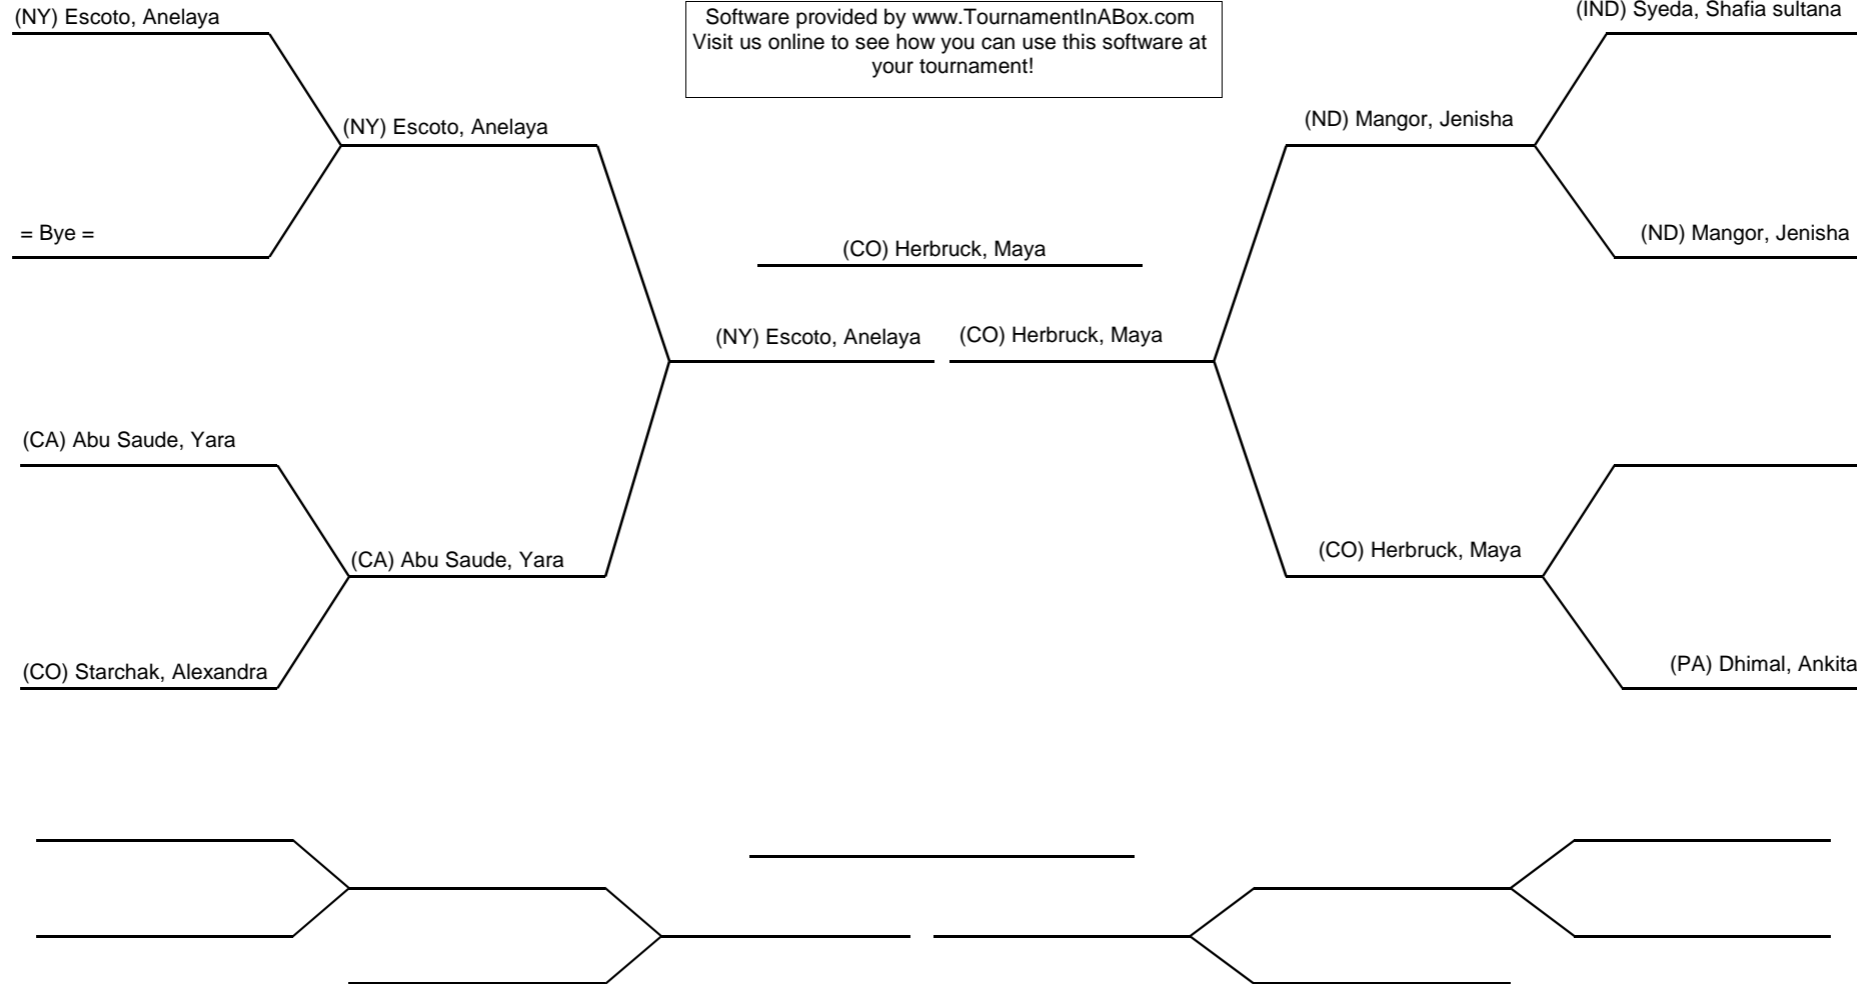 (NY) Escoto, Anelaya
Software provided by www.TournamentInABox.com
Visit us online to see how you can use this software at
your tournament!
(IND) Syeda, Shafia sultana
(NY) Escoto, Anelaya
(ND) Mangor, Jenisha
= Bye =
(CO) Herbruck, Maya
(ND) Mangor, Jenisha
(NY) Escoto, Anelaya
(CO) Herbruck, Maya
(CA) Abu Saude, Yara
(CA) Abu Saude, Yara
(CO) Herbruck, Maya
(CO) Starchak, Alexandra
(PA) Dhimal, Ankita